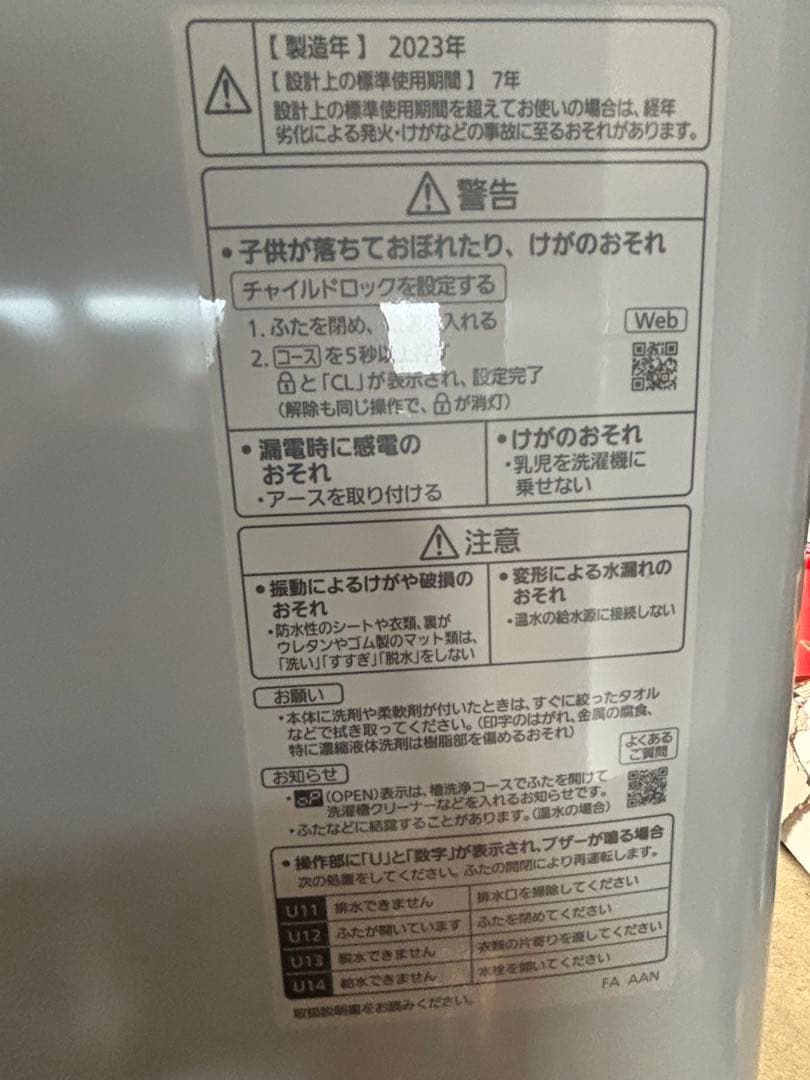 【製造年】 2023年
【設計上の標準使用期間】 7年
設計上の標準使用期間を超えてお使いの場合は、経年
劣化による発火・けがなどの事故に至るおそれがあります。
警告
•子供が落ちておぼれたり、けがのおそれ
チャイルドロックを設定する
1. ふたを閉め、 入れる
Web
2. コースを5秒以上
と「CL」が表示され、設定完了
(解除も同じ操作で、 が消灯)
•漏電時に感電の
おそれ
・アースを取り付ける
•けがのおそれ
・乳児を洗濯機に
乗せない
注意
•振動によるけがや破損の
おそれ
・防水性のシートや衣類、裏が
ウレタンやゴム製のマット類は、
「洗い」「すすぎ」「脱水」をしない
•変形による水漏れの
おそれ
・温水の給水源に接続しない
お願い
・本体に洗剤や柔軟剤が付いたときは、すぐに絞ったタオル
などで拭き取ってください。(印字のはがれ、金属の腐食、
特に濃縮液体洗剤は樹脂部を傷めるおそれ)
よくある
ご質問
お知らせ
・oP(OPEN)表示は、槽洗浄コースでふたを開けて
洗濯槽クリーナーなどを入れるお知らせです。
・ふたなどに結露することがあります。(温水の場合)
•操作部に「U」と「数字」が表示され、ブザーが鳴る場合
次の処置をしてください。ふたの開閉により再運転します。
U11 排水できません 排水口を掃除してください
U12 ふたが開いています ふたを閉めてください
U13 脱水できません 衣類の片寄りを直してください
U14 給水できません 水栓を開いてください
取扱説明書をお読みください。
FA AAN